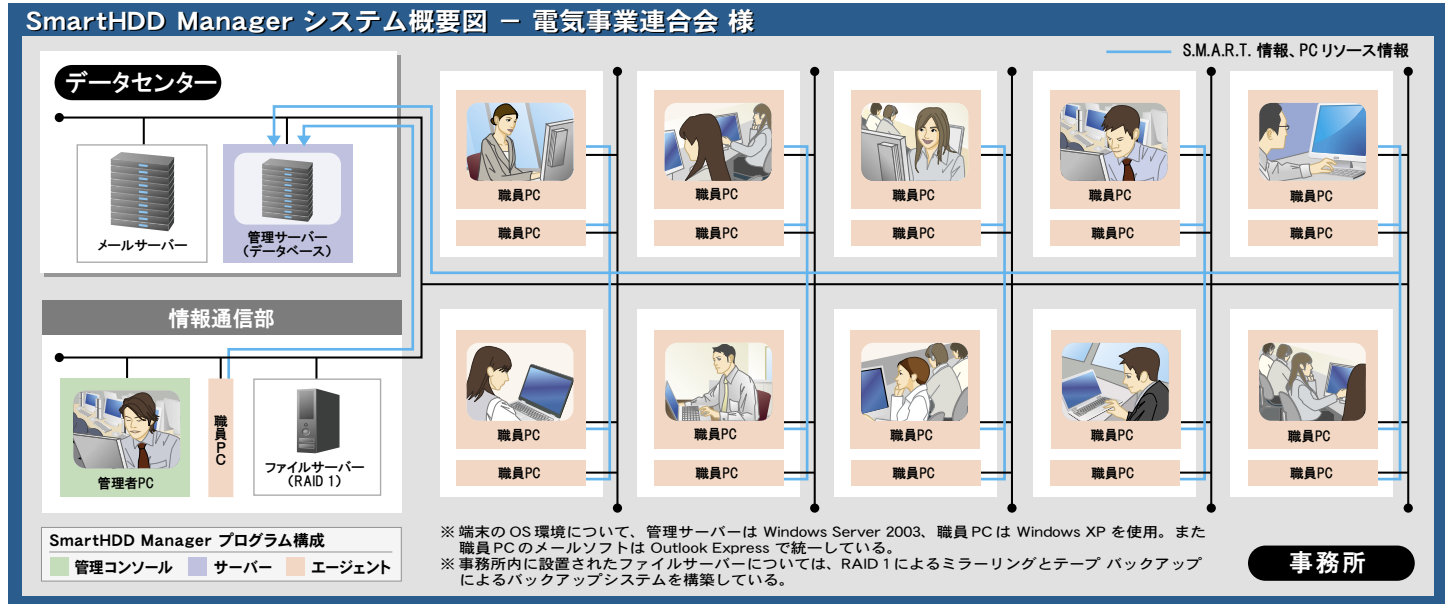 SmartHDD Manager システム概要図 － 電気事業連合会 様
S.M.A.R.T. 情報、PCリソース情報
データセンター
メールサーバー
管理サーバー
（データベース）
職員PC
職員PC
職員PC
職員PC
職員PC
職員PC
職員PC
職員PC
職員PC
職員PC
情報通信部
管理者PC
職員PC
ファイルサーバー
（RAID 1）
職員PC
職員PC
職員PC
職員PC
職員PC
職員PC
職員PC
職員PC
職員PC
職員PC
SmartHDD Manager プログラム構成
管理コンソール サーバー エージェント
※ 端末の OS 環境について、管理サーバーは Windows Server 2003、職員 PC は Windows XP を使用。また
職員 PC のメールソフトは Outlook Express で統一している。
※ 事務所内に設置されたファイルサーバーについては、RAID 1 によるミラーリングとテープ バックアップ
によるバックアップシステムを構築している。
事務所